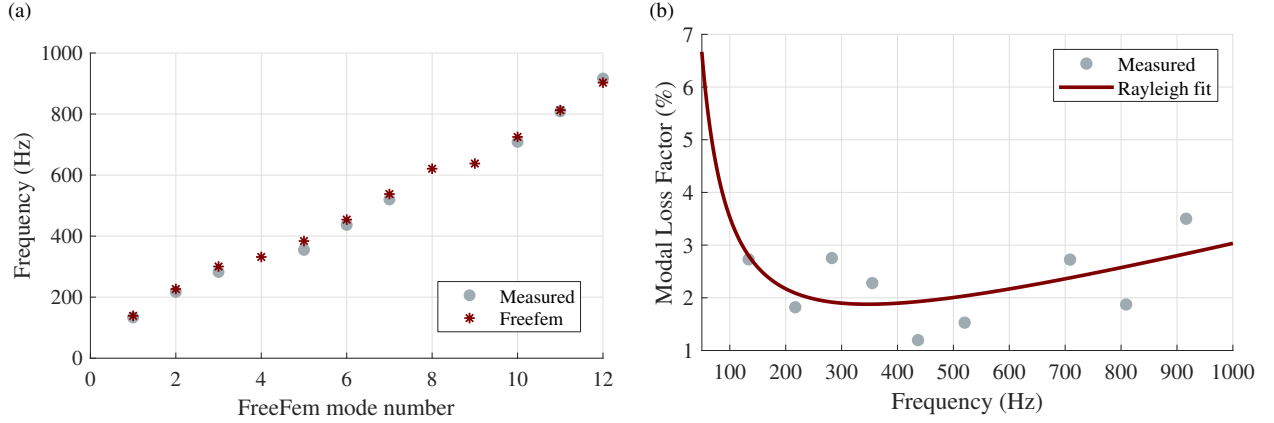 (a)
Frequency (Hz)
1000
800
600
400
200
0
0 2 4 6 8 10 12
FreeFem mode number
Measured
Freefem
(b)
Modal Loss Factor (%)
7
6
5
4
3
2
1
100 200 300 400 500 600 700 800 900 1000
Frequency (Hz)
Measured
Rayleigh fit